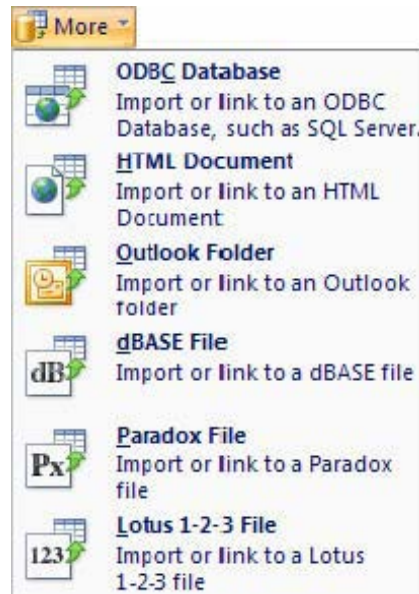 More
ODBC Database
Import or link to an ODBC
Database, such as SQL Server.
HTML Document
Import or link to an HTML
Document
Outlook Folder
Import or link to an Outlook
folder
dB
dBASE File
Import or link to a dBASE file
Px
Paradox File
Import or link to a Paradox
file
123
Lotus 1-2-3 File
Import or link to a Lotus
1-2-3 file